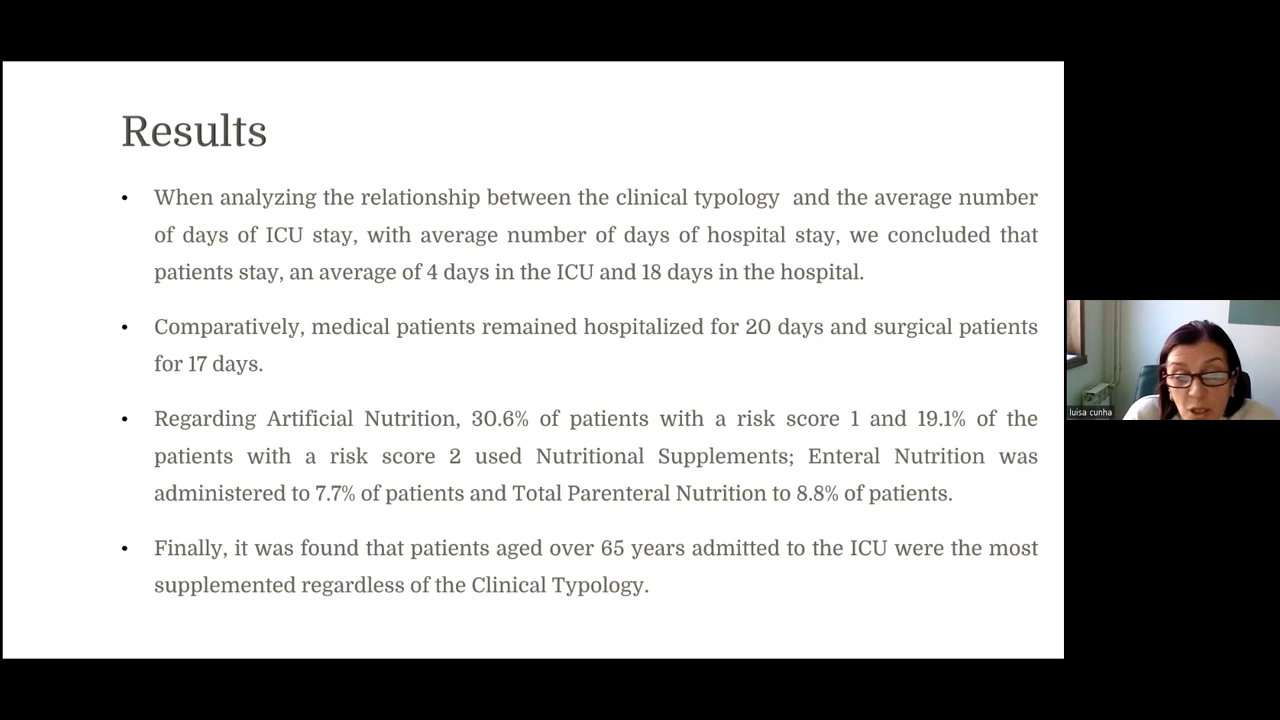 Results
• When analyzing the relationship between the clinical typology and the average number
of days of ICU stay, with average number of days of hospital stay, we concluded that
patients stay, an average of 4 days in the ICU and 18 days in the hospital.
• Comparatively, medical patients remained hospitalized for 20 days and surgical patients
for 17 days.
• Regarding Artificial Nutrition, 30.6% of patients with a risk score 1 and 19.1% of the
patients with a risk score 2 used Nutritional Supplements; Enteral Nutrition was
administered to 7.7% of patients and Total Parenteral Nutrition to 8.8% of patients.
• Finally, it was found that patients aged over 65 years admitted to the ICU were the most
supplemented regardless of the Clinical Typology.
luisa cunha